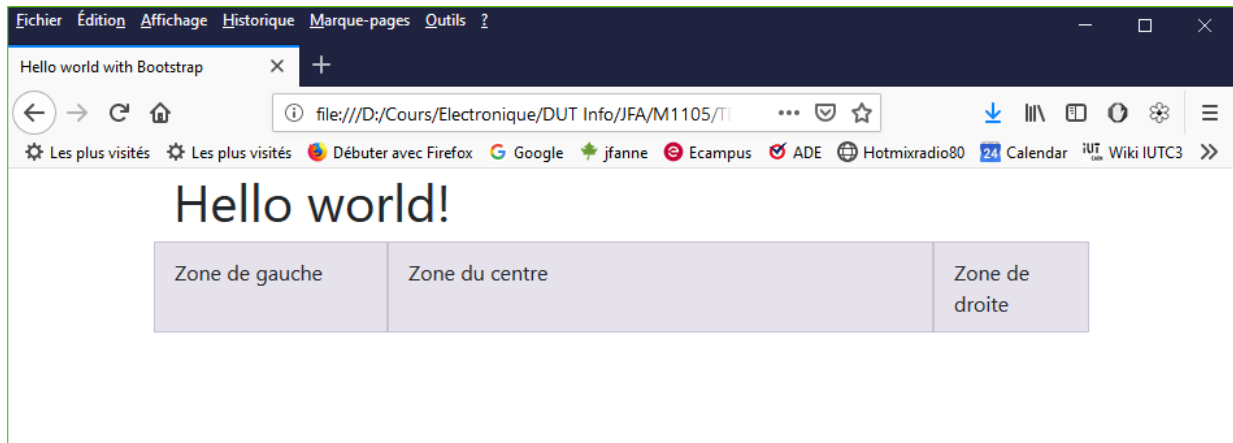 Fichier Édition Affichage Historique Marque-pages Outils ?
Hello world with Bootstrap
file:///D:/Cours/Electronique/DUT Info/JFA/M1105/TD
Les plus visités Les plus visités Débuter avec Firefox Google jfanne Ecampus ADE Hotmixradio80 24 Calendar Wiki IUTC3
Hello world!
Zone de gauche Zone du centre Zone de
droite